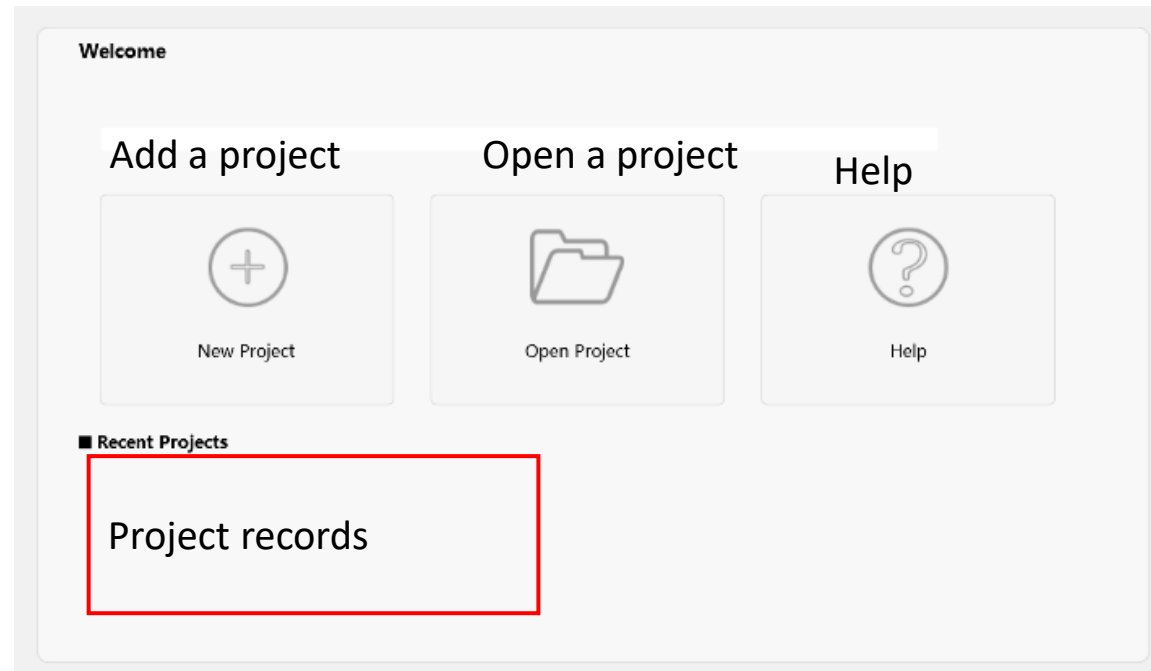 Welcome
Add a project
Open a project
Help
New Project
Open Project
Help
■ Recent Projects
Project records